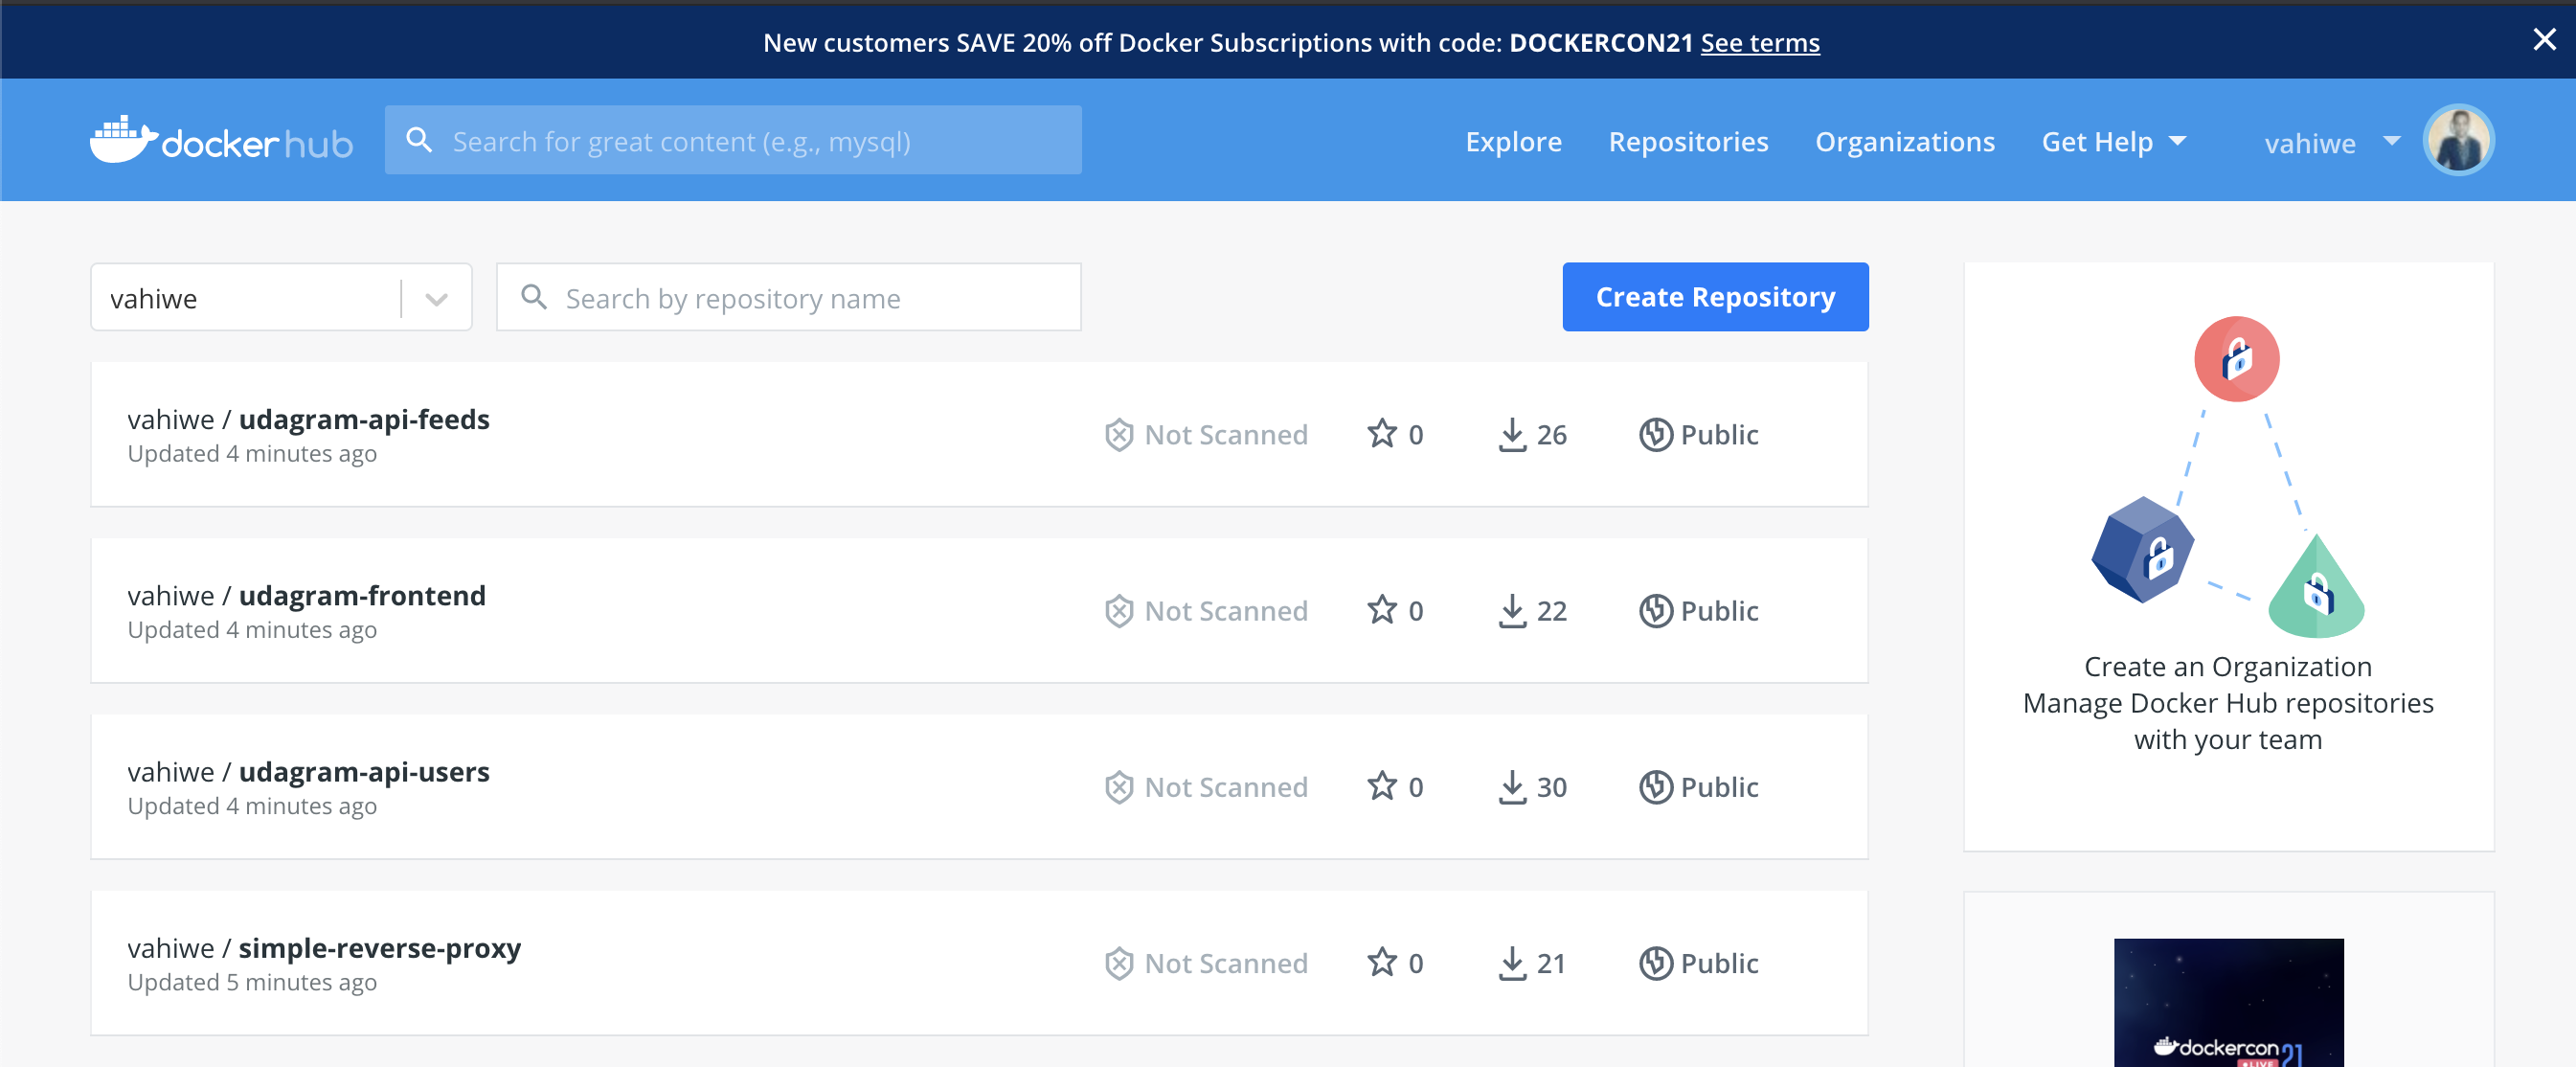 New customers SAVE 20% off Docker Subscriptions with code: DOCKERCON21 See terms
docker hub
Search for great content (e.g., mysql)
Explore
Repositories
Organizations
Get Help
vahiwe
vahiwe
Search by repository name
Create Repository
vahiwe / udagram-api-feeds
Updated 4 minutes ago
Not Scanned
0
26
Public
vahiwe / udagram-frontend
Updated 4 minutes ago
Not Scanned
0
22
Public
vahiwe / udagram-api-users
Updated 4 minutes ago
Not Scanned
0
30
Public
vahiwe / simple-reverse-proxy
Updated 5 minutes ago
Not Scanned
0
21
Public
Create an Organization
Manage Docker Hub repositories
with your team
dockercon 21
LIVE